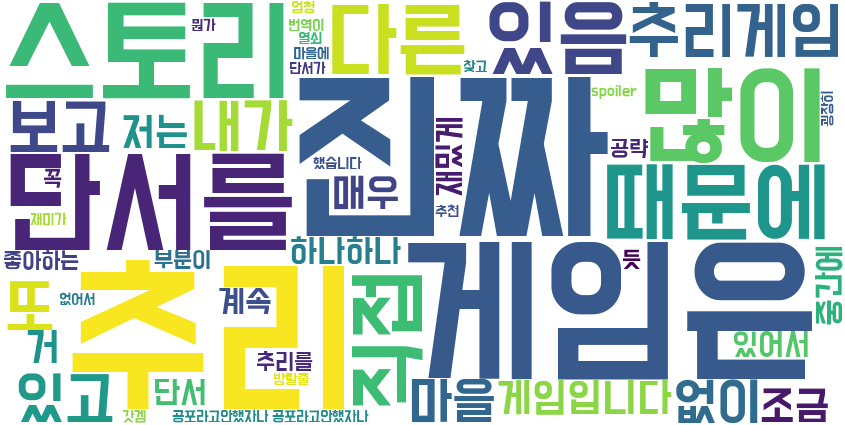 스토리
뭔가
엄청
번역이
열쇠
마을에
단서가
다른
찾고
있음
추리게임
보고
저는
내가
진짜
재밌게
spoiler
많이
굉장히
공략
단서를
꼭
했습니다
매우
추천
때문에
재미가
좋아하는
부분이
하나하나
게임은
듯
중간에
또
없어서
추리
계속
직접
거
추리를
방탈출
있어서
있고
단서
마을
게임입니다
없이
조금
갓겜
공포라고안했자나 공포라고안했자나